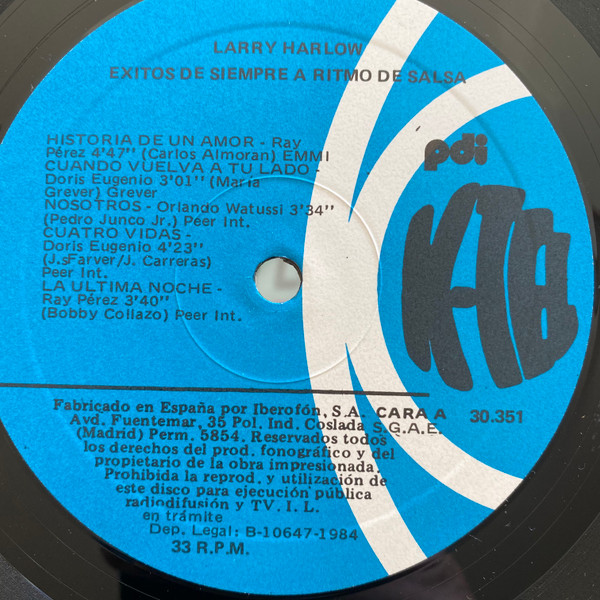 LARRY HARLOW
EXITOS DE SIEMPRE A RITMO DE SALSA
HISTORIA DE UN AMOR - Ray
Pérez 4'47" (Carlos Almoran) EMMI
CUANDO VUELVA A TU LADO -
Doris Eugenio 3'01" (María
Grever) Grever
NOSOTROS - Orlando Watussi 3'34"
(Pedro Junco Jr.) Peer Int.
CUATRO VIDAS -
Doris Eugenio 4'23"
(J.sFarver/J. Carreras)
Peer Int.
LA ULTIMA NOCHE -
Ray Pérez 3'40"
(Bobby Collazo) Peer Int.
pdi
KTB
Fabricado en España por Iberofón, S.A. CARA A 30.351
Avd. Fuentemar, 35 Pol. Ind. Coslada S.G.A.E.
(Madrid) Perm. 5854. Reservados todos
los derechos del prod. fonográfico y del
propietario de la obra impresionada.
Prohibida la reprod. y utilización de
este disco para ejecución pública
radiodifusión y TV. I. L.
en trámite
Dep. Legal: B-10647-1984
33 R.P.M.